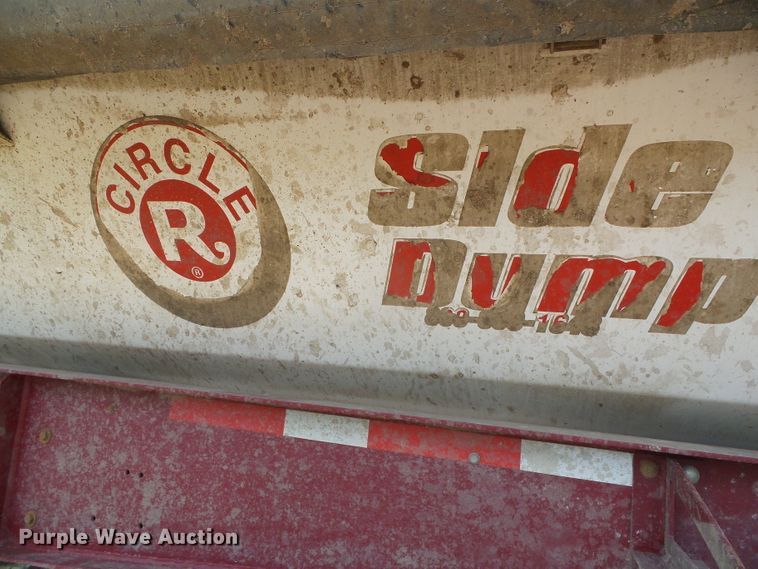 CIRCLE
R
®
Side
Dump
Purple Wave Auction